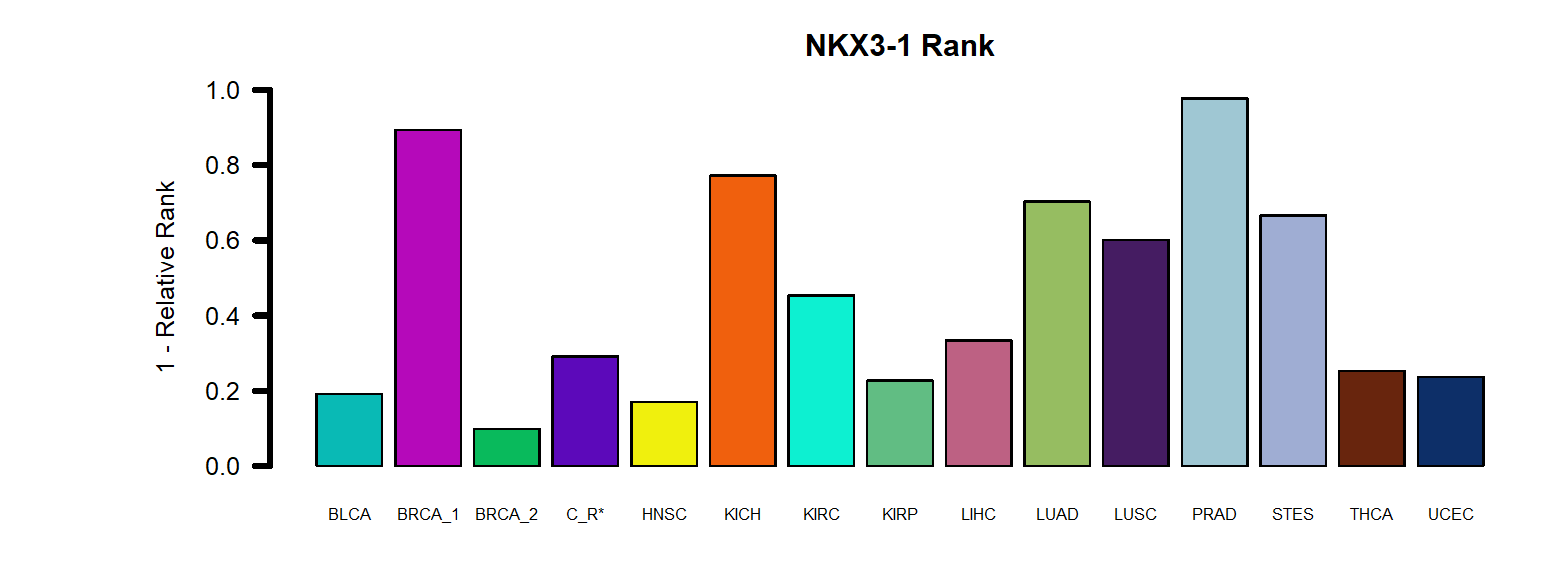 NKX3-1 Rank
1 - Relative Rank
1.0
0.8
0.6
0.4
0.2
0.0
BLCA BRCA_1 BRCA_2 C_R* HNSC KICH KIRC KIRP LIHC LUAD LUSC PRAD STES THCA UCEC